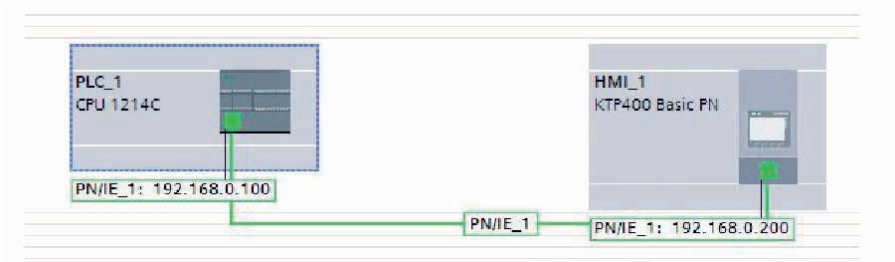 PLC_1
CPU 1214C
HMI_1
KTP400 Basic PN
PN/IE_1: 192.168.0.100
PN/IE_1
PN/IE_1: 192.168.0.200